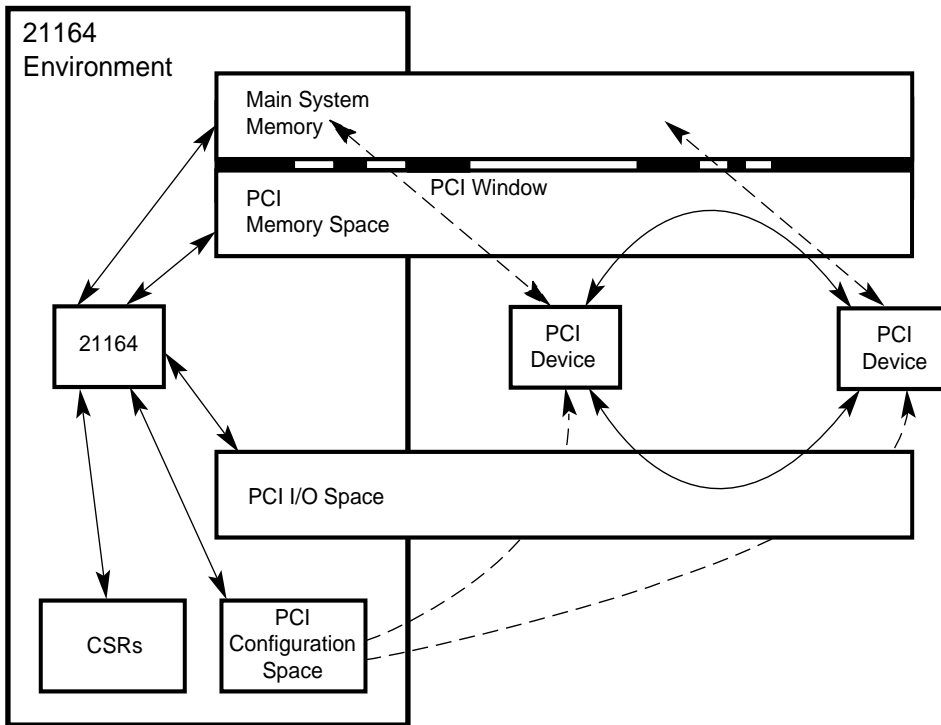 21164
Environment
Main System
Memory
PCI Window
PCI
Memory Space
21164
PCI
Device
PCI
Device
PCI I/O Space
CSRs
PCI
Configuration
Space